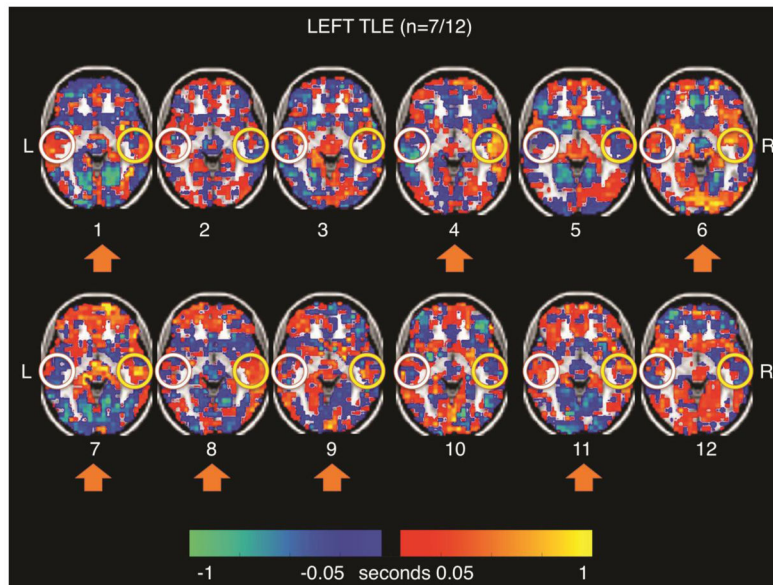 LEFT TLE (n=7/12)
L R
1 2 3 4 5 6
L R
7 8 9 10 11 12
-1 -0.05 seconds 0.05 1